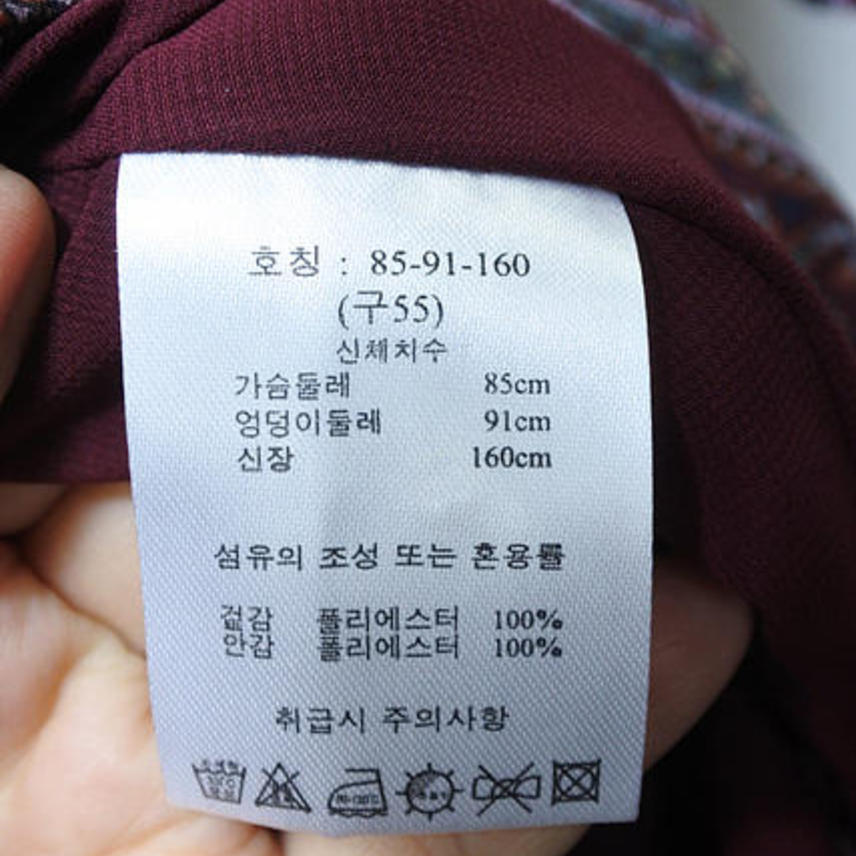 호칭 : 85-91-160
(구55)
신체치수
가슴둘레 85cm
엉덩이둘레 91cm
신장 160cm
섬유의 조성 또는 혼용률
겉감 폴리에스터 100%
안감 폴리에스터 100%
취급시 주의사항